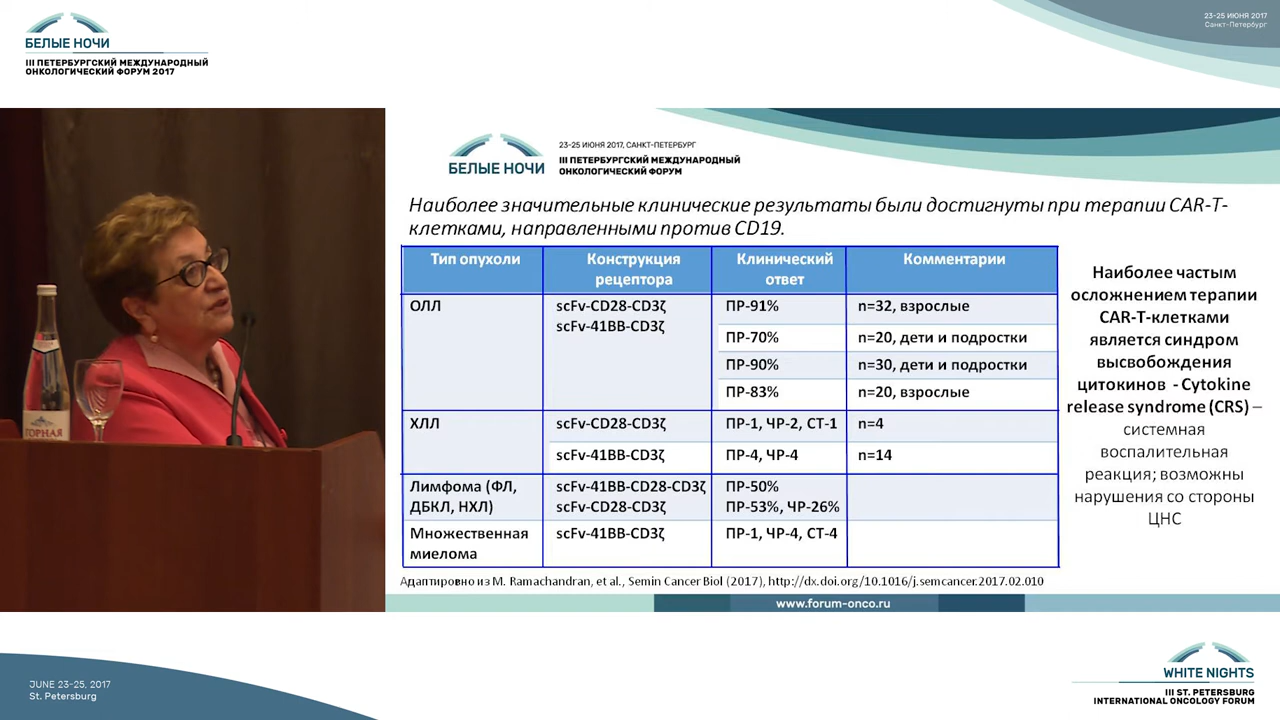 БЕЛЫЕ НОЧИ
III ПЕТЕРБУРГСКИЙ МЕЖДУНАРОДНЫЙ
ОНКОЛОГИЧЕСКИЙ ФОРУМ 2017
23-25 ИЮНЯ 2017
Санкт-Петербург
БЕЛЫЕ НОЧИ
23-25 ИЮНЯ 2017, САНКТ-ПЕТЕРБУРГ
III ПЕТЕРБУРГСКИЙ МЕЖДУНАРОДНЫЙ
ОНКОЛОГИЧЕСКИЙ ФОРУМ
Наиболее значительные клинические результаты были достигнуты при терапии CAR-T-
клетками, направленными против CD19.
Тип опухоли
Конструкция
рецептора
Клинический
ответ
Комментарии
ОЛЛ
scFv-CD28-CD3ζ
scFv-41BB-CD3ζ
ПР-91%
n=32, взрослые
ПР-70%
n=20, дети и подростки
ПР-90%
n=30, дети и подростки
ПР-83%
n=20, взрослые
ХЛЛ
scFv-CD28-CD3ζ
ПР-1, ЧР-2, СТ-1
n=4
scFv-41BB-CD3ζ
ПР-4, ЧР-4
n=14
Лимфома (ФЛ,
ДБКЛ, НХЛ)
scFv-41BB-CD28-CD3ζ
scFv-CD28-CD3ζ
ПР-50%
ПР-53%, ЧР-26%
Множественная
миелома
scFv-41BB-CD3ζ
ПР-1, ЧР-4, СТ-4
Наиболее частым
осложнением терапии
CAR-T-клетками
является синдром
высвобождения
цитокинов - Cytokine
release syndrome (CRS) –
системная
воспалительная
реакция; возможны
нарушения со стороны
ЦНС
Адаптировно из M. Ramachandran, et al., Semin Cancer Biol (2017), http://dx.doi.org/10.1016/j.semcancer.2017.02.010
www.forum-onco.ru
ГОРНАЯ
JUNE 23-25, 2017
St. Petersburg
WHITE NIGHTS
III ST. PETERSBURG
INTERNATIONAL ONCOLOGY FORUM